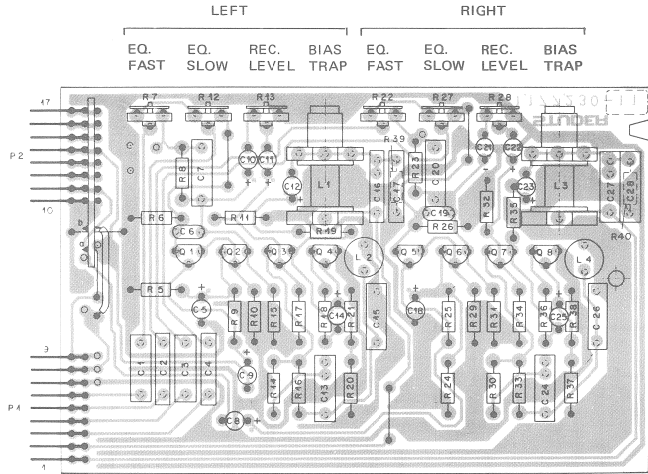 LEFT RIGHT
EQ. FAST EQ. SLOW REC. LEVEL BIAS TRAP EQ. FAST EQ. SLOW REC. LEVEL BIAS TRAP
R 7 R 12 R 13 R 22 R 27 R 28
17
STUDER
P 2
R 39
C 21 C 22
R 8 C 7 C 10 C 11 C 12 L 1 C 16 C 17 R 23 C 20 C 23 L 3 C 27 C 28
10
R 6 R 11 C 19 R 32 R 35
b C 6 R 19 R 26 R 40
a Q 1 Q 2 Q 3 Q 4 L 2 Q 5 Q 6 Q 7 Q 8 L 4
R 5
C 5 R 9 R 10 R 15 R 17 R 18 C 14 R 21 C 15 C 18 R 25 R 29 R 31 R 34 R 36 C 25 R 38 C 26
9
C 1 C 2 C 3 C 4 C 9 R 14 R 16 C 13 R 20 R 24 R 30 R 33 C 24 R 37
P 1
C 8
1